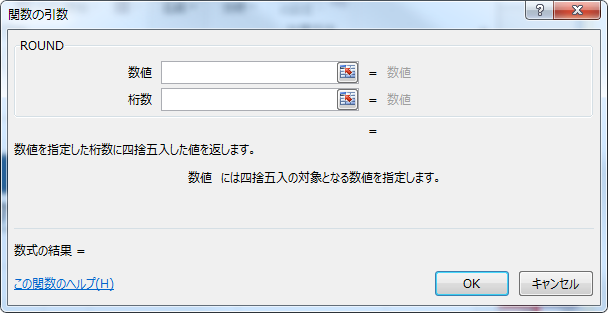 関数の引数
ROUND
数値 = 数値
桁数 = 数値
=
数値を指定した桁数に四捨五入した値を返します。
数値 には四捨五入の対象となる数値を指定します。
数式の結果 =
この関数のヘルプ(H)
OK キャンセル